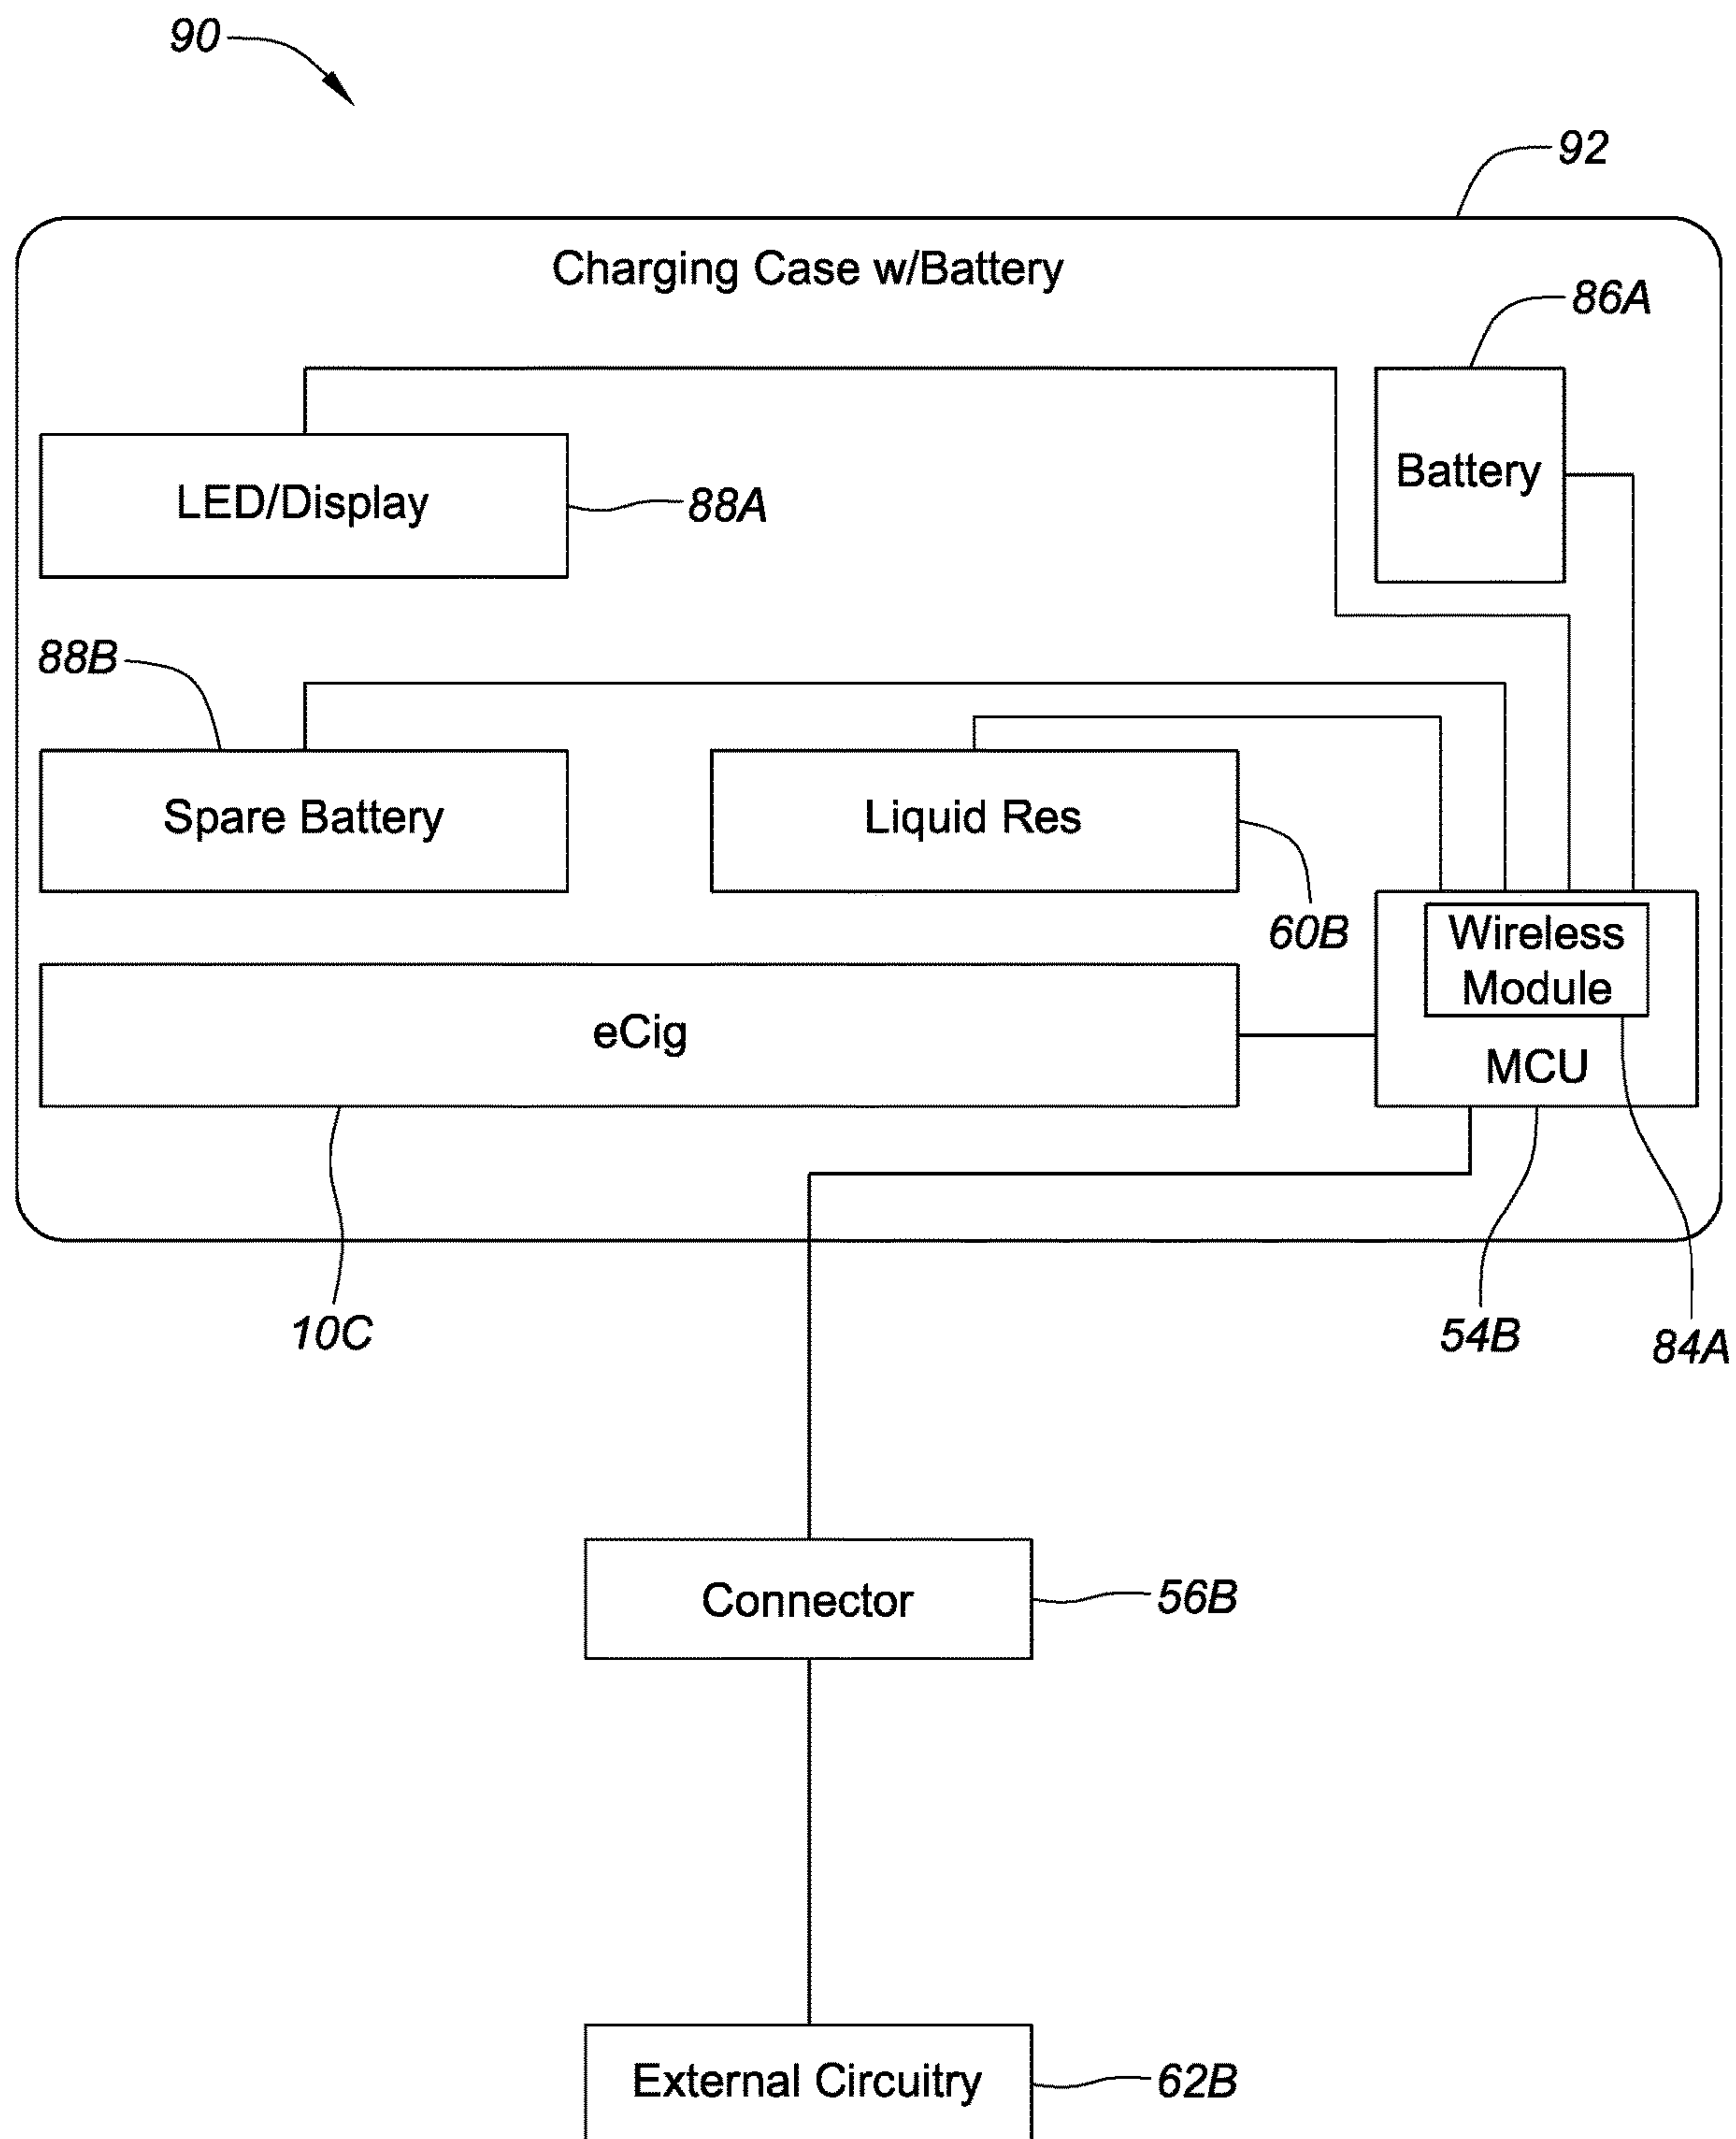 90
92
Charging Case w/Battery
86A
Battery
LED/Display
88A
88B
Spare Battery
Liquid Res
60B
Wireless
Module
MCU
eCig
10C
54B
84A
Connector
56B
External Circuitry
62B